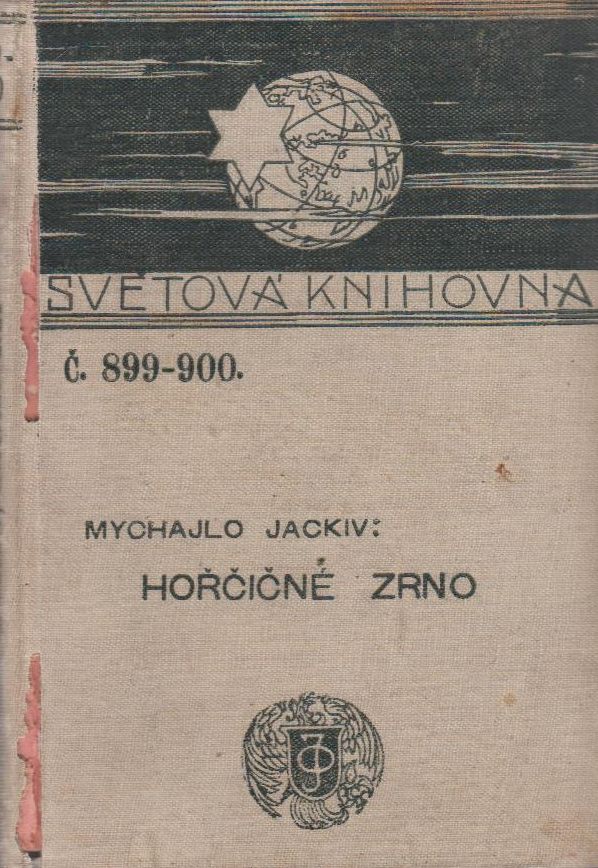 SVĚTOVÁ KNIHOVNA
Č. 899-900.
MYCHAJLO JACKIV:
HOŘČIČNÉ ZRNO